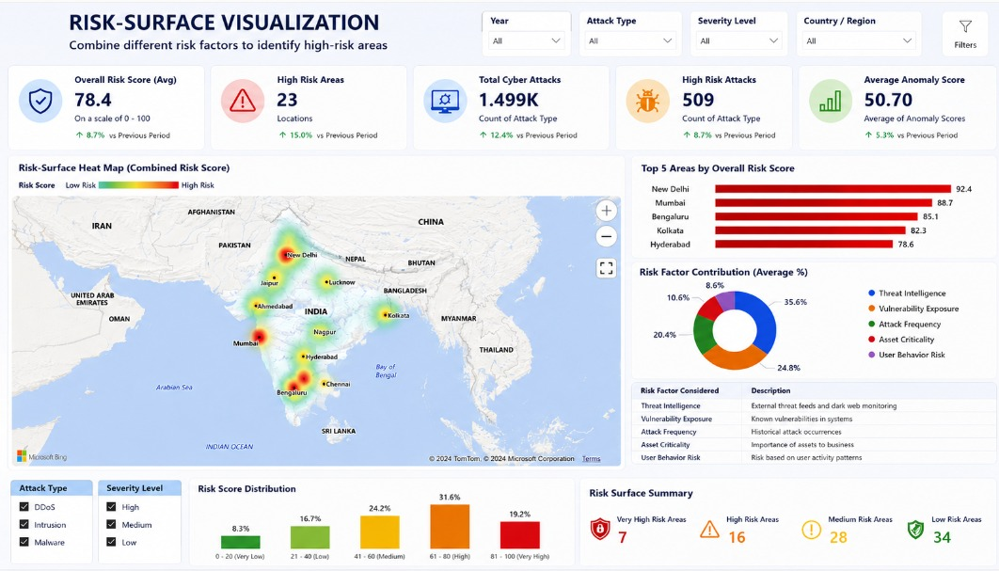 RISK-SURFACE VISUALIZATION
Combine different risk factors to identify high-risk areas
Year
All
Attack Type
All
Severity Level
All
Country / Region
All
Filters
Overall Risk Score (Avg)
78.4
On a scale of 0 - 100
↑ 8.7% vs Previous Period
High Risk Areas
23
Locations
↑ 15.0% vs Previous Period
Total Cyber Attacks
1.499K
Count of Attack Type
↑ 12.4% vs Previous Period
High Risk Attacks
509
Count of Attack Type
↑ 8.7% vs Previous Period
Average Anomaly Score
50.70
Average of Anomaly Scores
↑ 5.3% vs Previous Period
Risk-Surface Heat Map (Combined Risk Score)
Risk Score Low Risk High Risk
AFGHANISTAN
IRAN
CHINA
PAKISTAN
New Delhi
NEPAL
BHUTAN
Jaipur
Lucknow
BANGLADESH
UNITED ARAB
EMIRATES
Ahmedabad
INDIA
Kolkata
OMAN
MYANMAR
Nagpur
Mumbai
THAILAND
Hyderabad
Bay of
Bengal
Arabian Sea
Chennai
Bengaluru
SRI LANKA
INDIAN OCEAN
Microsoft Bing
© 2024 TomTom, © 2024 Microsoft Corporation Terms
Top 5 Areas by Overall Risk Score
New Delhi 92.4
Mumbai 88.7
Bengaluru 85.1
Kolkata 82.3
Hyderabad 78.6
Risk Factor Contribution (Average %)
8.6%
10.6%
35.6%
20.4%
24.8%
Threat Intelligence
Vulnerability Exposure
Attack Frequency
Asset Criticality
User Behavior Risk
Risk Factor Considered Description
Threat Intelligence External threat feeds and dark web monitoring
Vulnerability Exposure Known vulnerabilities in systems
Attack Frequency Historical attack occurrences
Asset Criticality Importance of assets to business
User Behavior Risk Risk based on user activity patterns
Attack Type
DDoS
Intrusion
Malware
Severity Level
High
Medium
Low
Risk Score Distribution
8.3%
16.7%
24.2%
31.6%
19.2%
0 - 20 (Very Low)
21 - 40 (Low)
41 - 60 (Medium)
61 - 80 (High)
81 - 100 (Very High)
Risk Surface Summary
Very High Risk Areas
7
High Risk Areas
16
Medium Risk Areas
28
Low Risk Areas
34